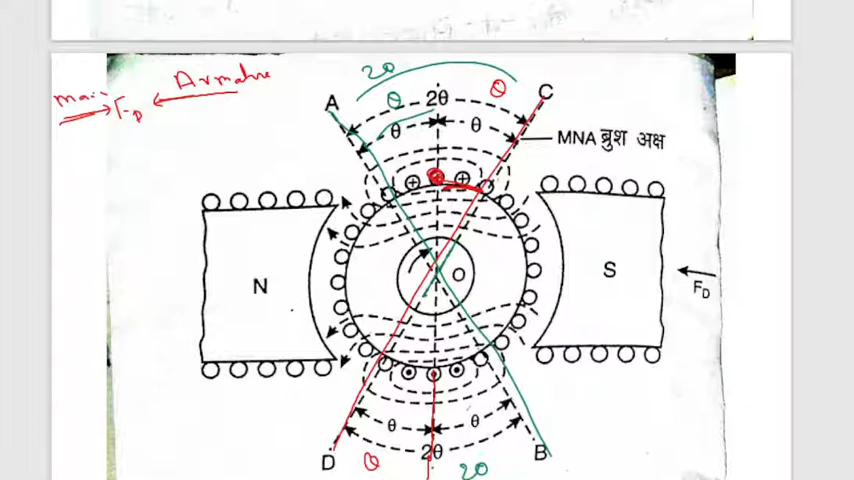 2θ
Armature
θ 2θ θ
A C
Main
F_D
θ θ
MNA ब्रुश अक्ष
N O S
F_D
θ θ
2θ
D θ 2θ B